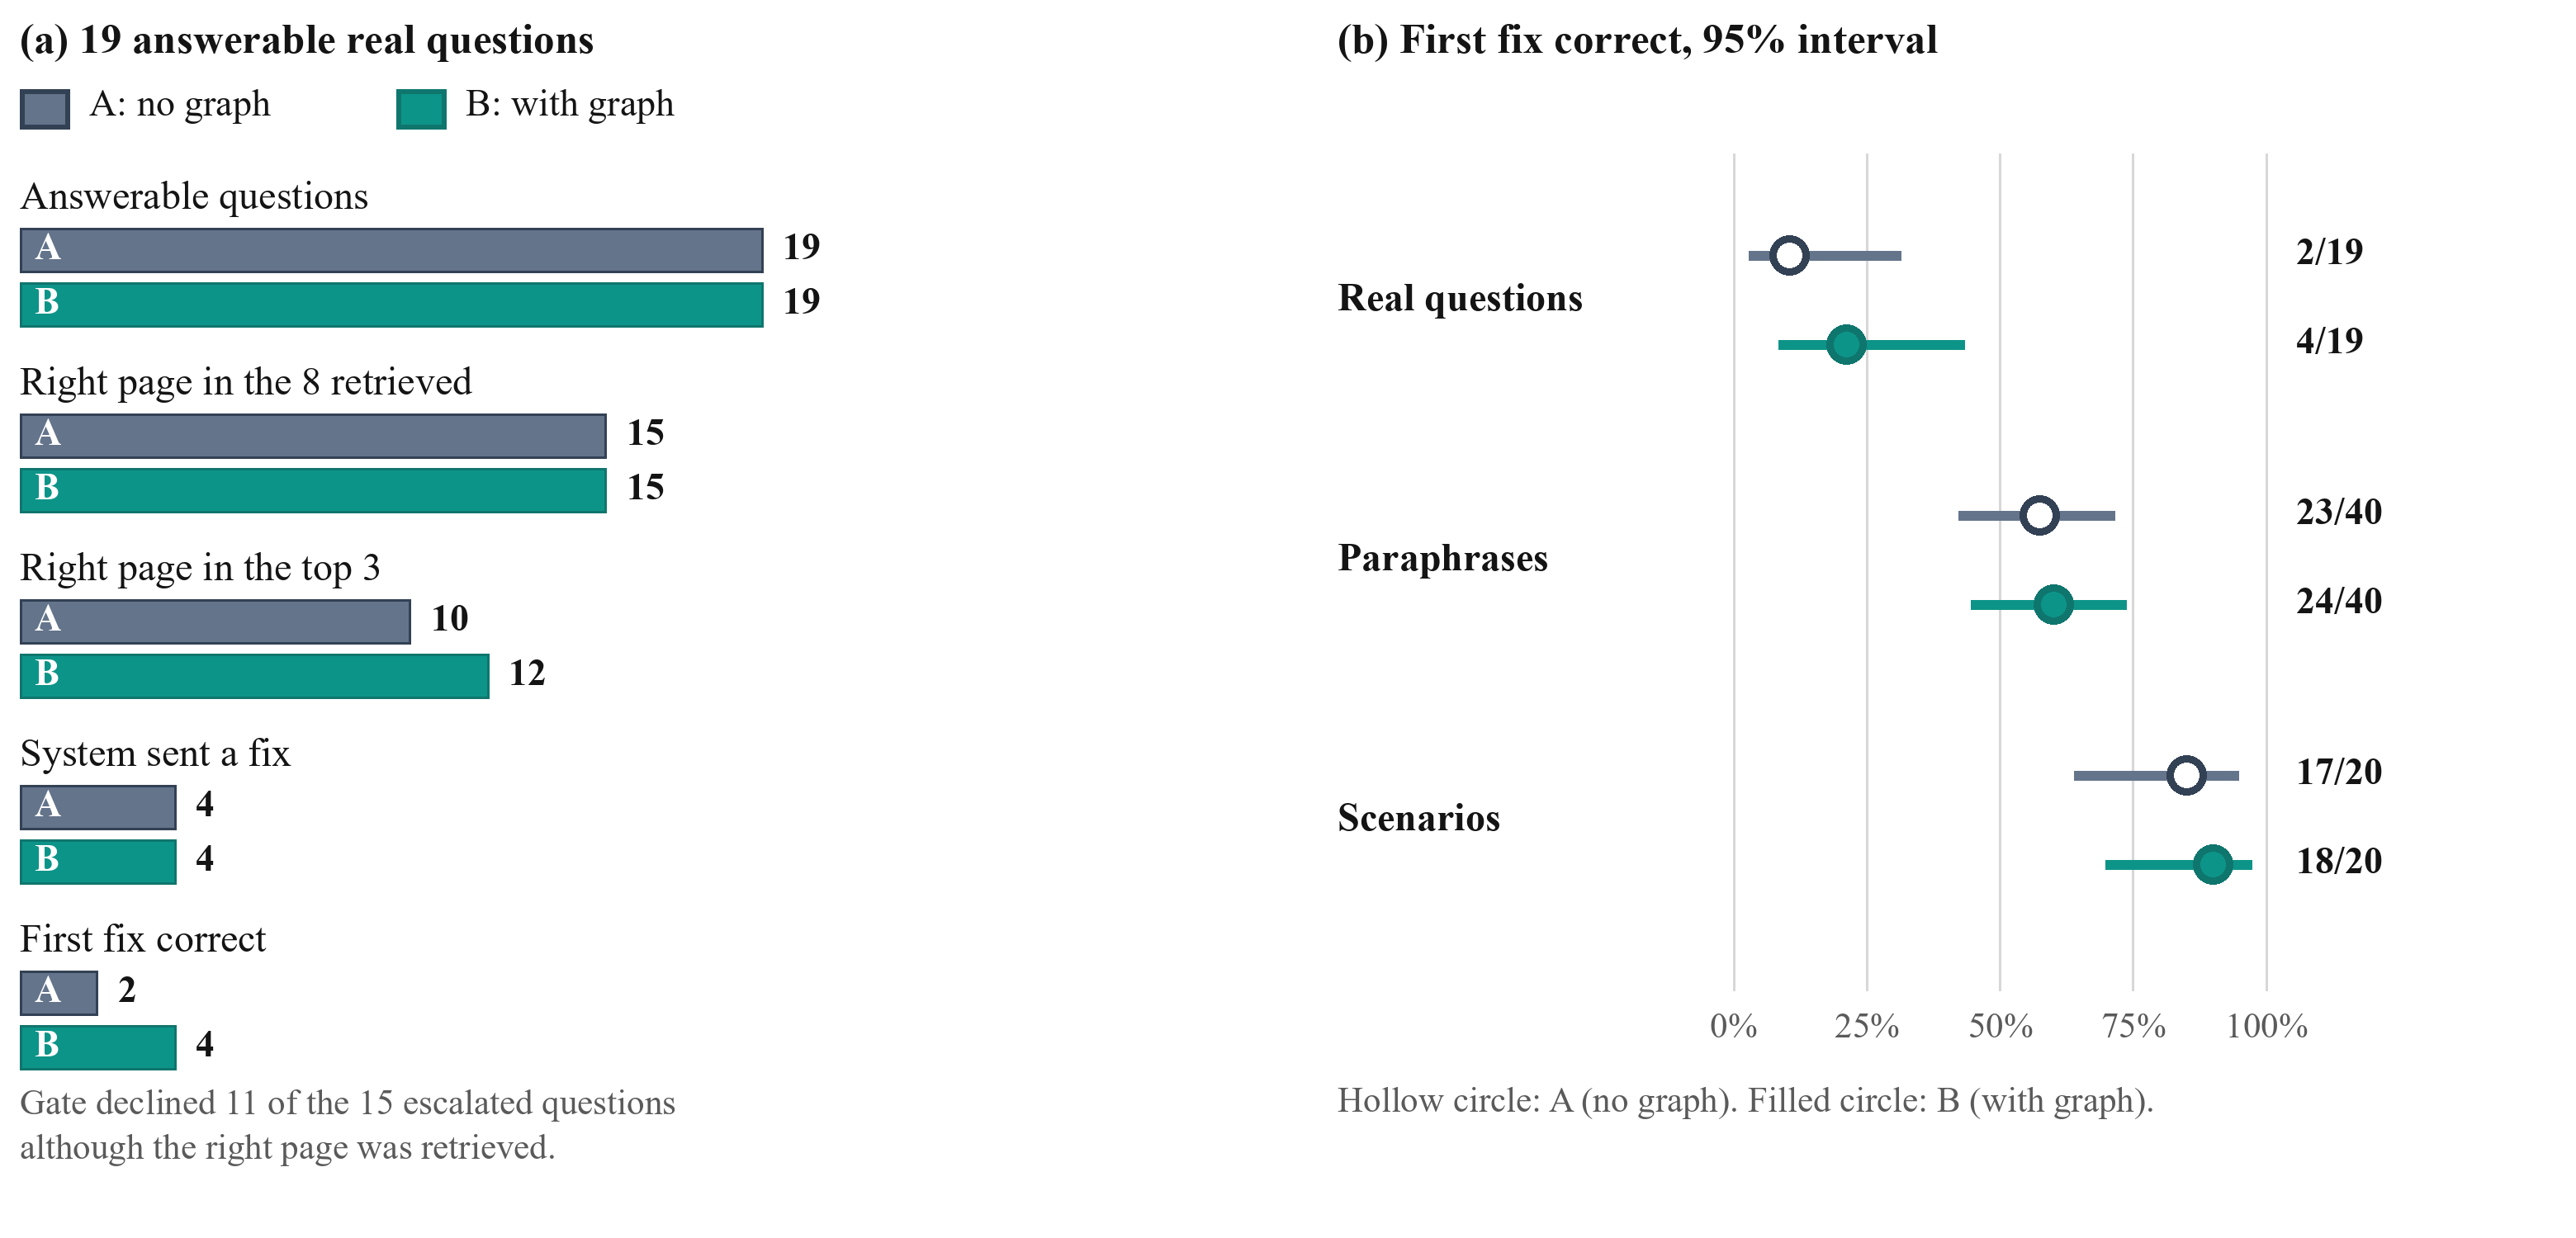 (a) 19 answerable real questions
A: no graph
B: with graph
Answerable questions
A 19
B 19
Right page in the 8 retrieved
A 15
B 15
Right page in the top 3
A 10
B 12
System sent a fix
A 4
B 4
First fix correct
A 2
B 4
Gate declined 11 of the 15 escalated questions
although the right page was retrieved.
(b) First fix correct, 95% interval
2/19
Real questions
4/19
23/40
Paraphrases
24/40
17/20
Scenarios
18/20
0% 25% 50% 75% 100%
Hollow circle: A (no graph). Filled circle: B (with graph).